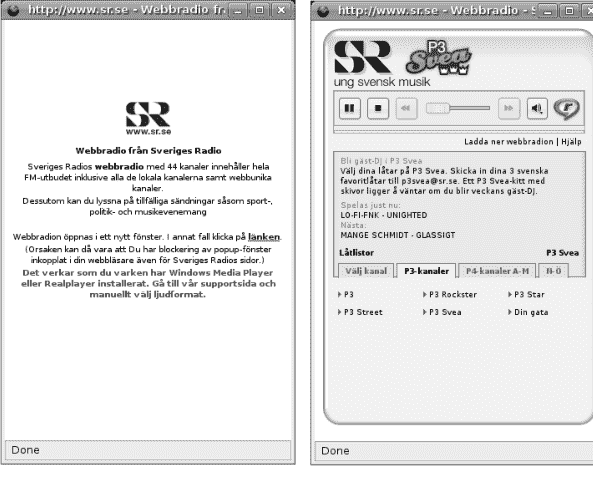 http://www.sr.se - Webbradio fr.
SR
www.sr.se
Webbradio från Sveriges Radio
Sveriges Radios webbradio med 44 kanaler innehåller hela
FM-utbudet inklusive alla de lokala kanalerna samt webbunika
kanaler.
Dessutom kan du lyssna på tillfälliga sändningar såsom sport-,
politik- och musikevenemang
Webbradion öppnas i ett nytt fönster. I annat fall klicka på länken.
(Orsaken kan då vara att Du har blockering av popup-fönster
inkopplat i din webbläsare även för Sveriges Radios sidor.)
Det verkar som du varken har Windows Media Player
eller Realplayer installerat. Gå till vår supportsida och
manuellt välj ljudformat.
Done
http://www.sr.se - Webbradio - S
SR P3 Svea
ung svensk musik
Ladda ner webbradion | Hjälp
Bli gäst-DJ i P3 Svea
Välj dina låtar på P3 Svea. Skicka in dina 3 svenska
favoritlåtar till p3svea@sr.se. Ett P3 Svea-kitt med
skivor ligger å väntar om du blir veckans gäst-DJ.
Spelas just nu:
LO-FI-FNK - UNIGHTED
Nästa:
MANGE SCHMIDT - GLASSIGT
Låtlistor P3 Svea
Välj kanal P3-kanaler P4-kanaler A-M N-Ö
P3 P3 Rockster P3 Star
P3 Street P3 Svea Din gata
Done